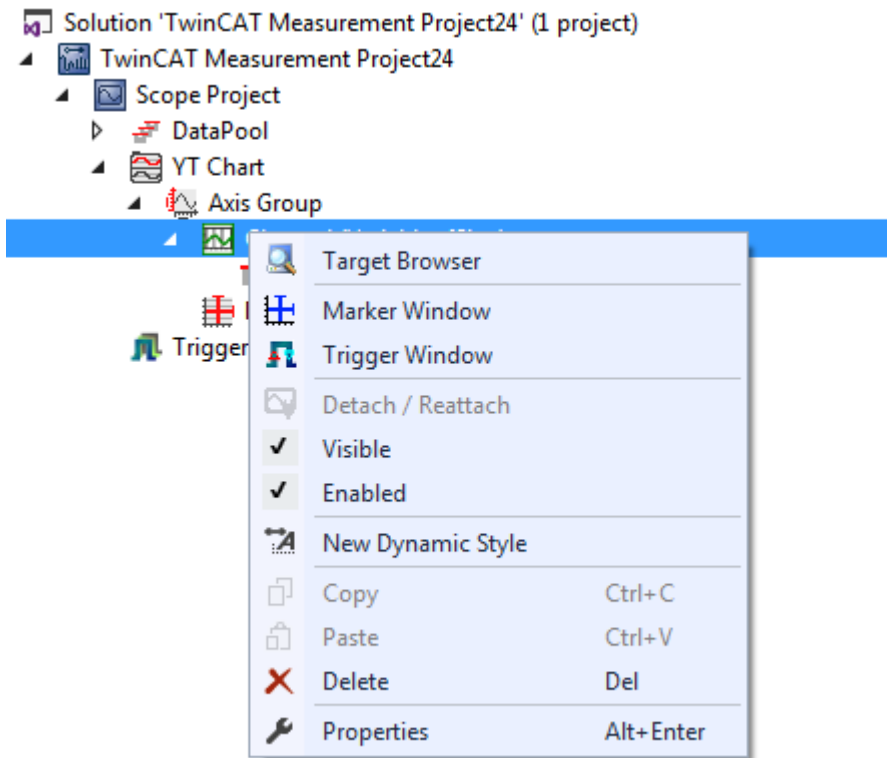 Solution 'TwinCAT Measurement Project24' (1 project)
TwinCAT Measurement Project24
Scope Project
DataPool
YT Chart
Axis Group
Trigger
Target Browser
Marker Window
Trigger Window
Detach / Reattach
Visible
Enabled
New Dynamic Style
Copy Ctrl+C
Paste Ctrl+V
Delete Del
Properties Alt+Enter